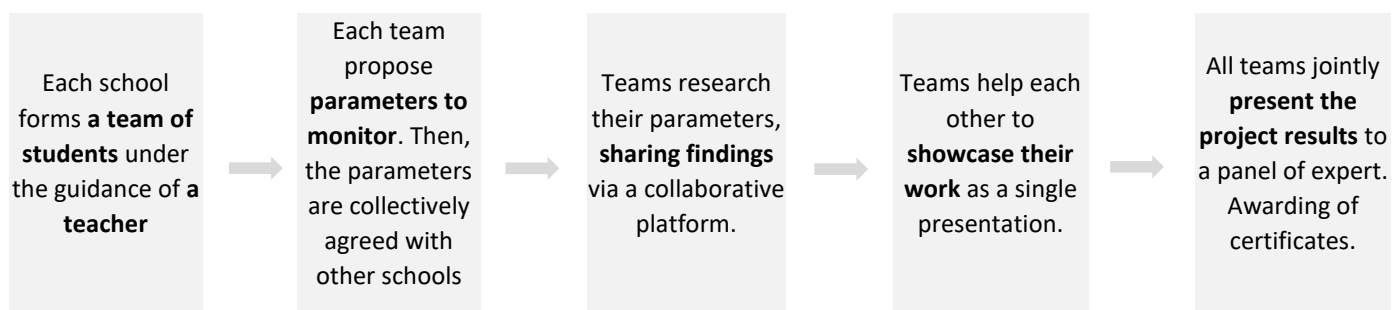 Each school
forms a team of
students under
the guidance of a
teacher
Each team
propose
parameters to
monitor. Then,
the parameters
are collectively
agreed with
other schools
Teams research
their parameters,
sharing findings
via a collaborative
platform.
Teams help each
other to
showcase their
work as a single
presentation.
All teams jointly
present the
project results to
a panel of expert.
Awarding of
certificates.